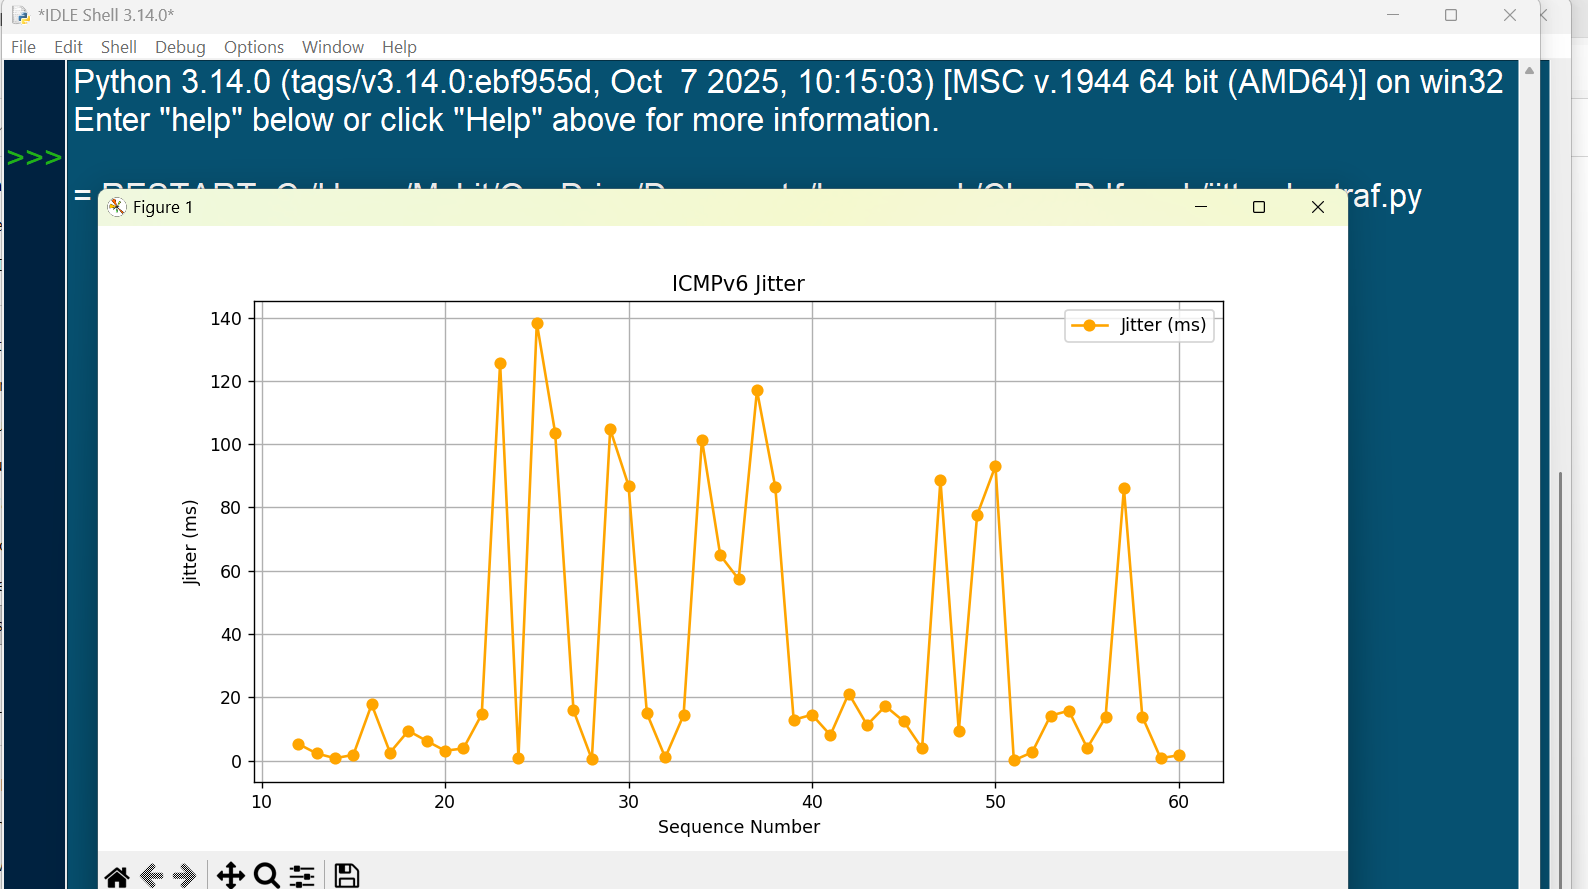 *IDLE Shell 3.14.0*
File Edit Shell Debug Options Window Help
Python 3.14.0 (tags/v3.14.0:ebf955d, Oct 7 2025, 10:15:03) [MSC v.1944 64 bit (AMD64)] on win32
Enter "help" below or click "Help" above for more information.
>>>
= RESTART: raf.py
Figure 1
ICMPv6 Jitter
Jitter (ms)
140
120
100
80
60
40
20
0
Jitter (ms)
10 20 30 40 50 60
Sequence Number